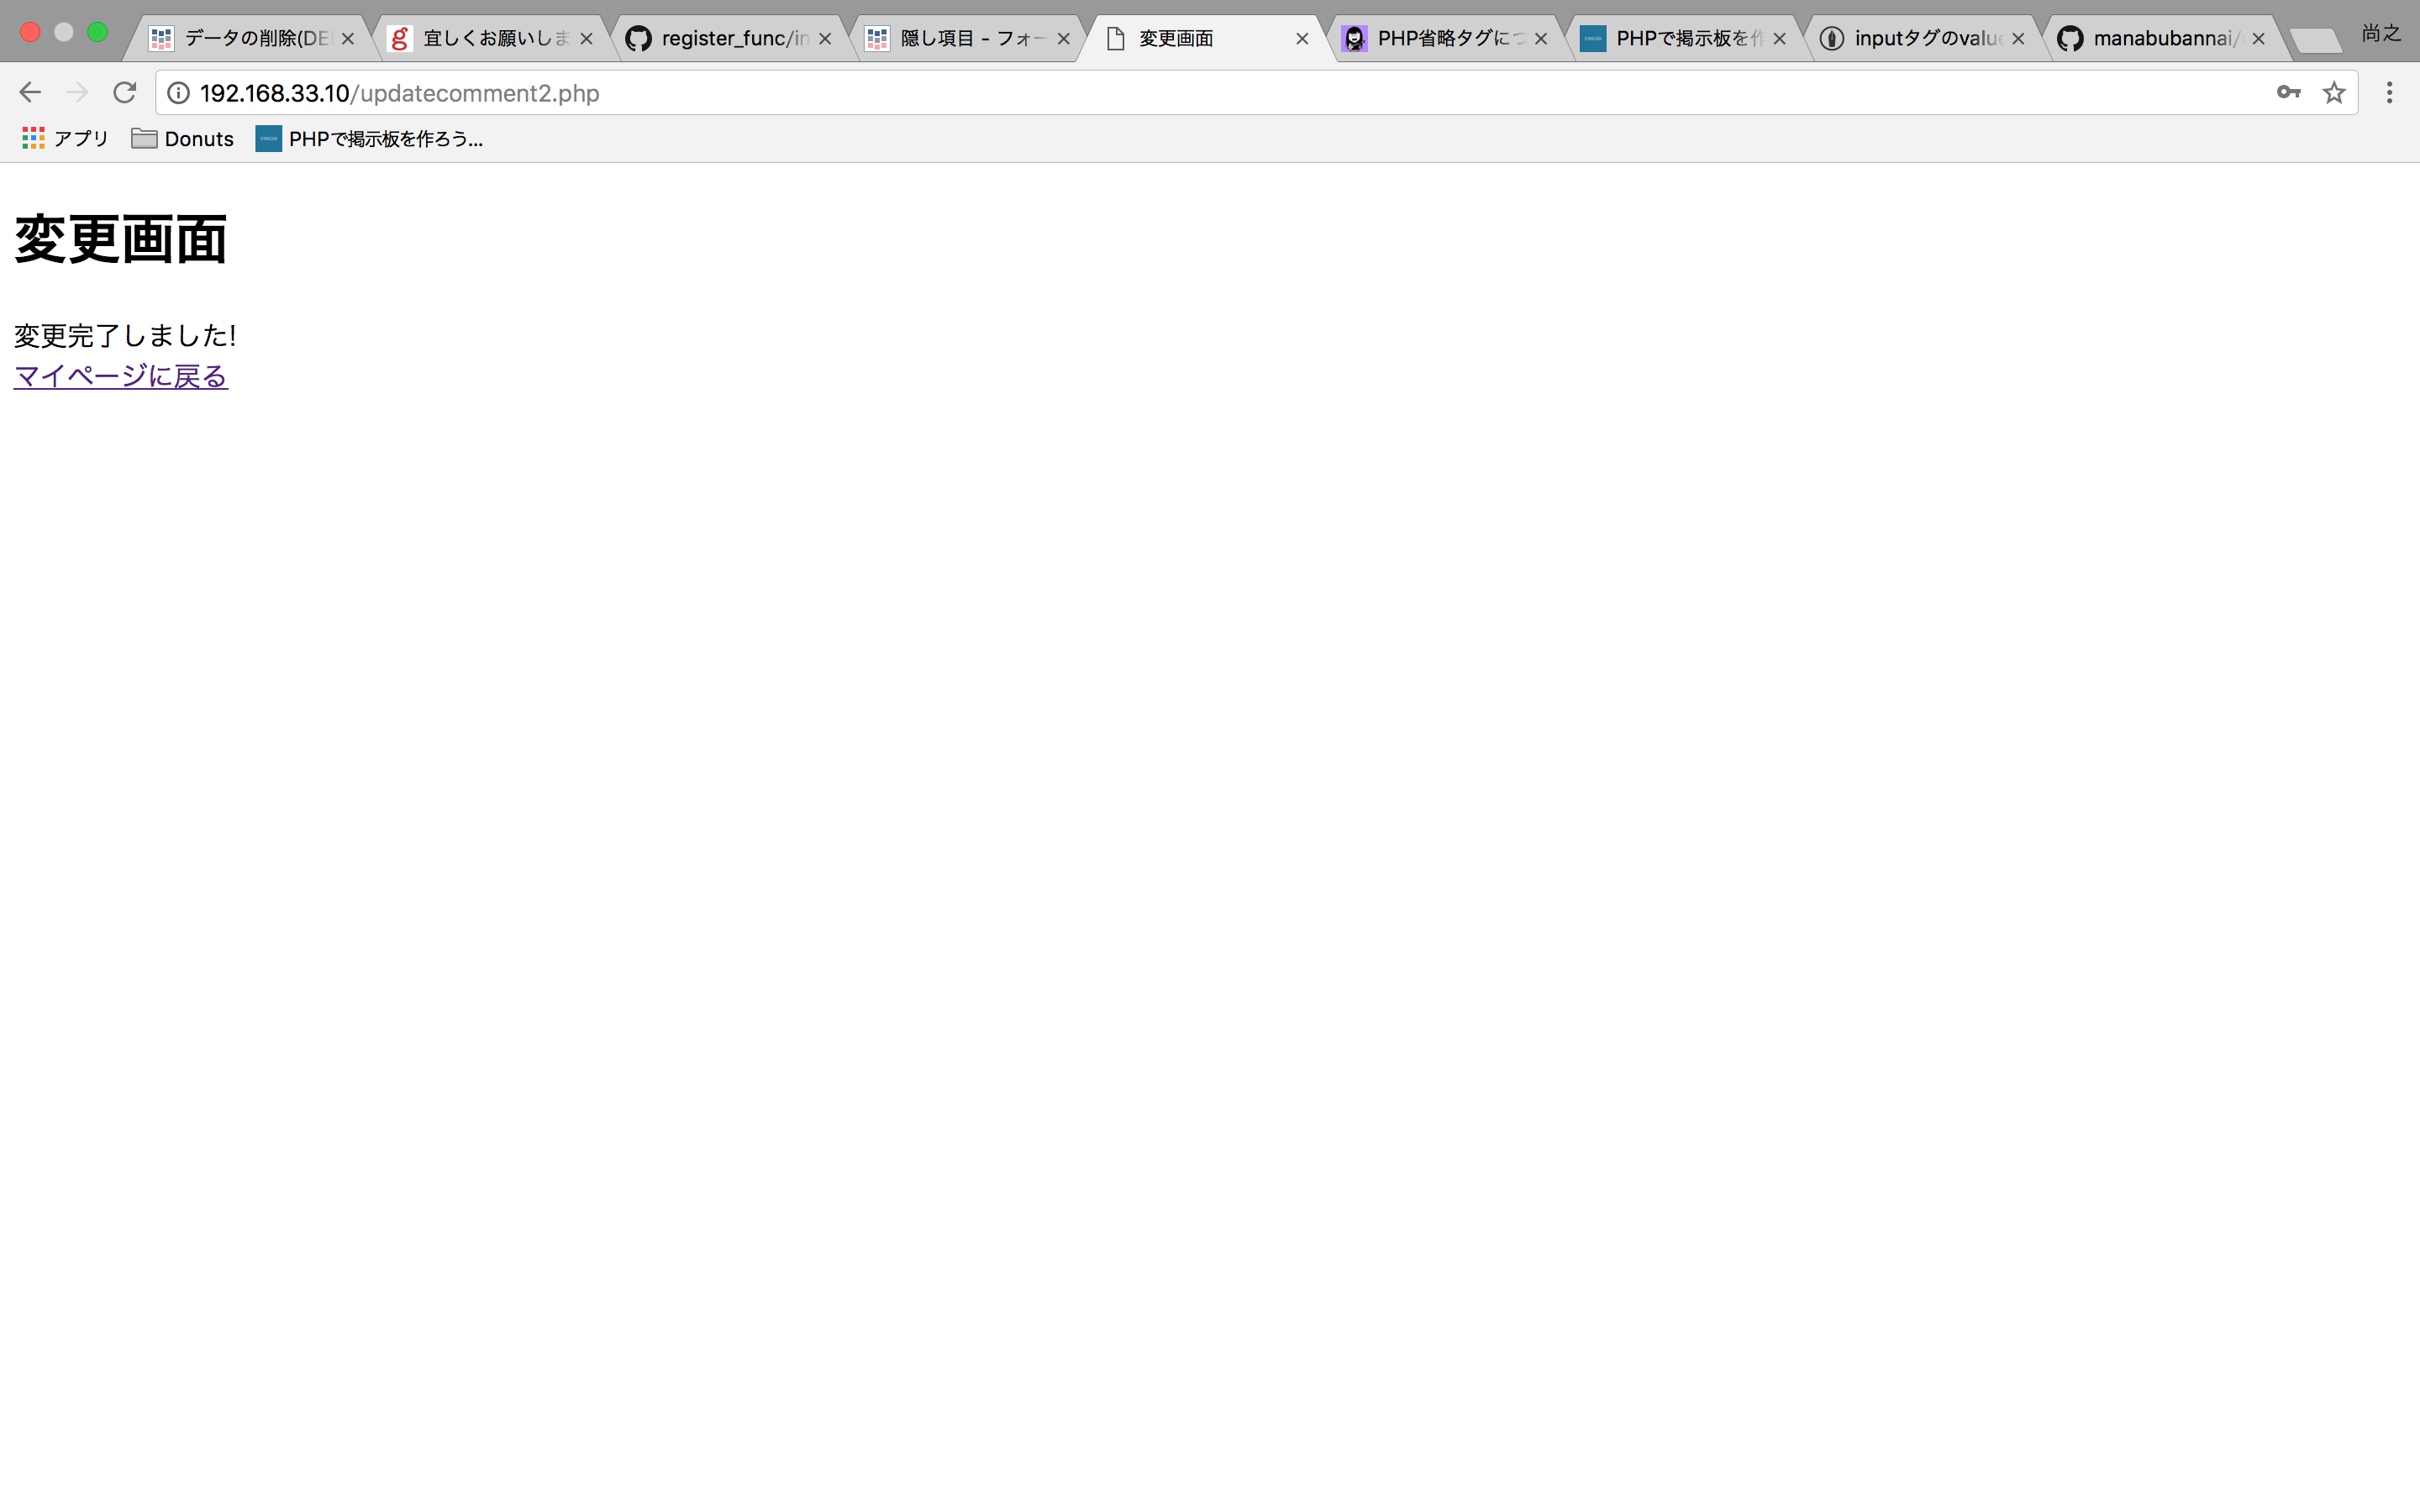 データの削除(DE
宜しくお願いしま
register_func/in
隠し項目 - フォー
変更画面
PHP省略タグにつ
PHPで掲示板を作
inputタグのvalue
manabubannai/
尚之
192.168.33.10/updatecomment2.php
アプリ
Donuts
PHPで掲示板を作ろう...
変更画面
変更完了しました!
マイページに戻る